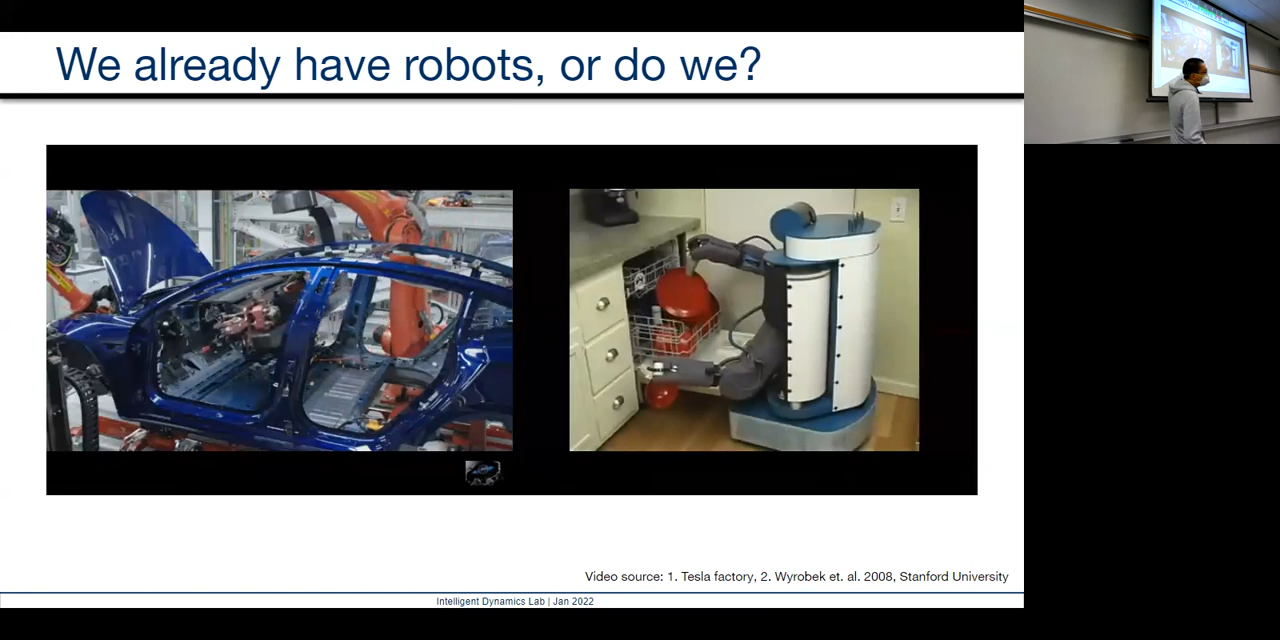 We already have robots, or do we?
Video source: 1. Tesla factory, 2. Wyrobek et. al. 2008, Stanford University
Intelligent Dynamics Lab | Jan 2022